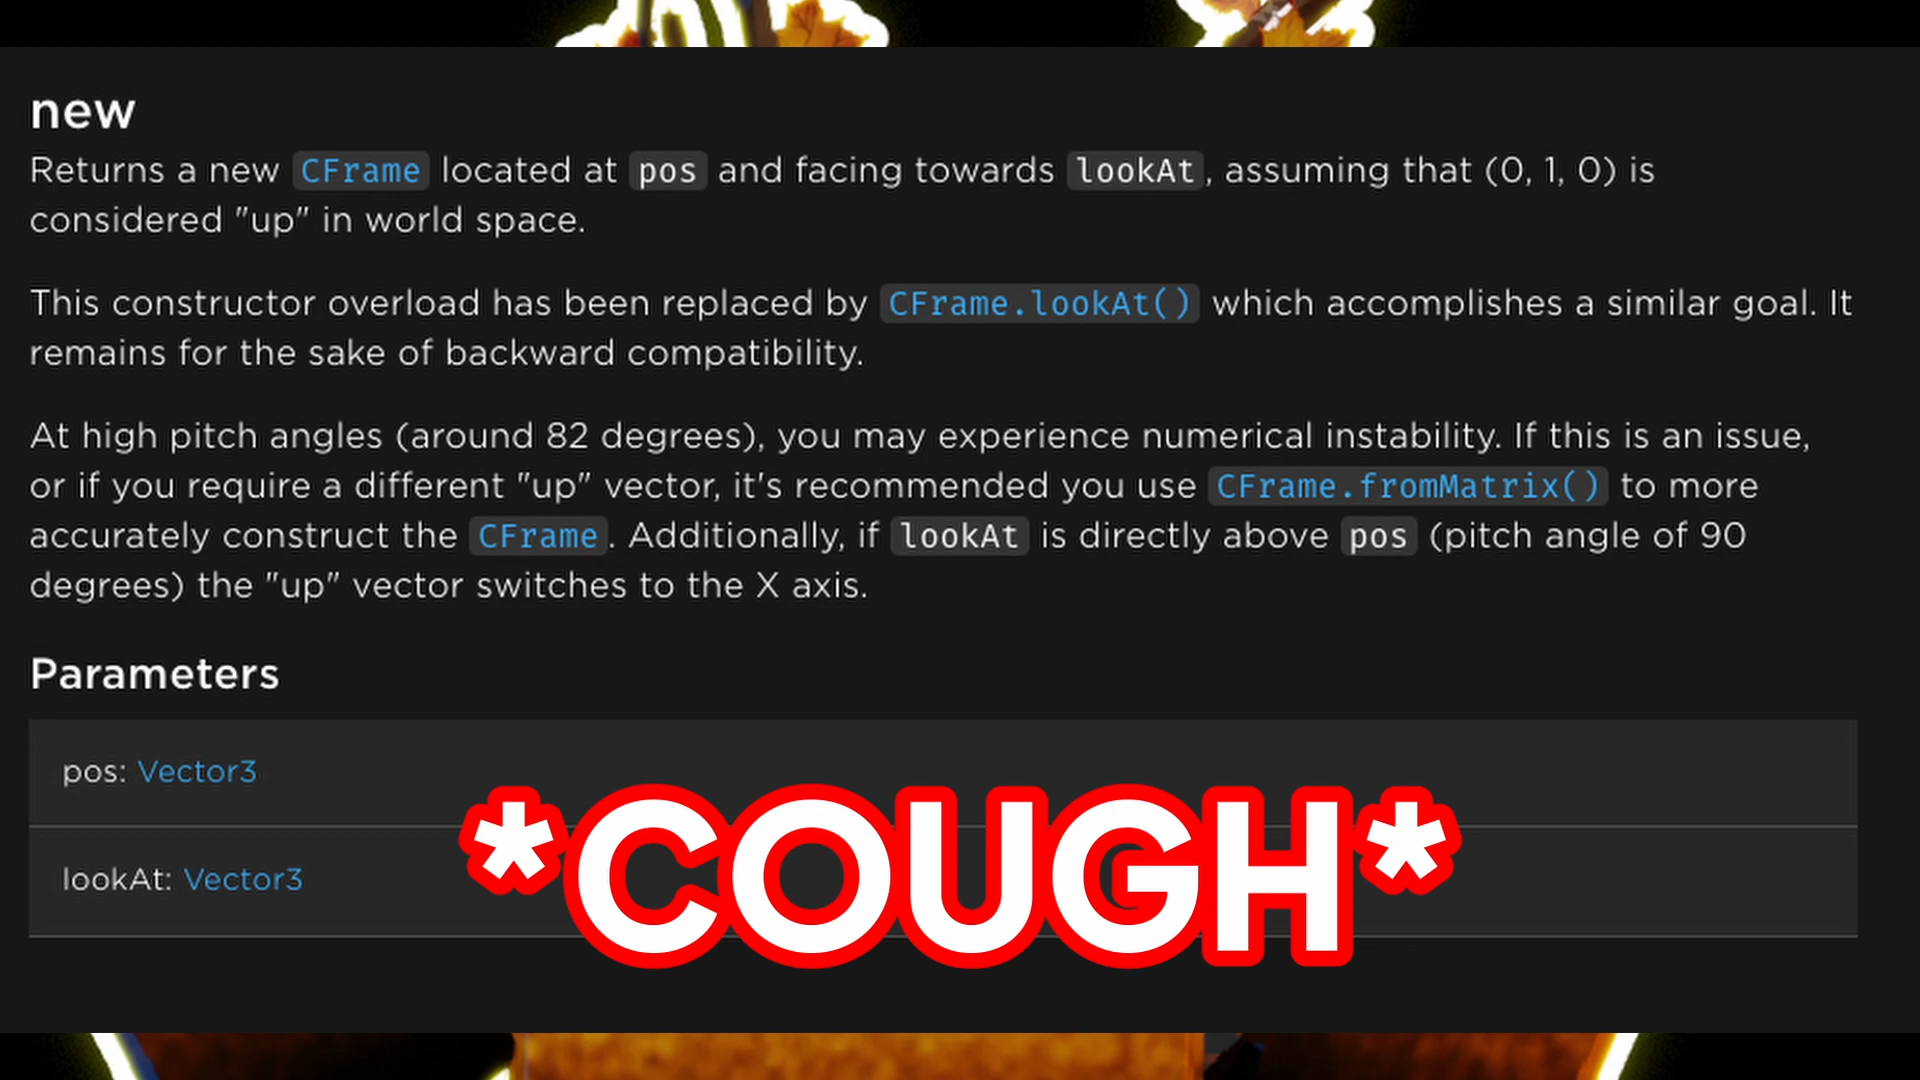 new
Returns a new CFrame located at pos and facing towards lookAt, assuming that (0, 1, 0) is
considered "up" in world space.
This constructor overload has been replaced by CFrame.lookAt() which accomplishes a similar goal. It
remains for the sake of backward compatibility.
At high pitch angles (around 82 degrees), you may experience numerical instability. If this is an issue,
or if you require a different "up" vector, it's recommended you use CFrame.fromMatrix() to more
accurately construct the CFrame. Additionally, if lookAt is directly above pos (pitch angle of 90
degrees) the "up" vector switches to the X axis.
Parameters
pos: Vector3
lookAt: Vector3
*COUGH*